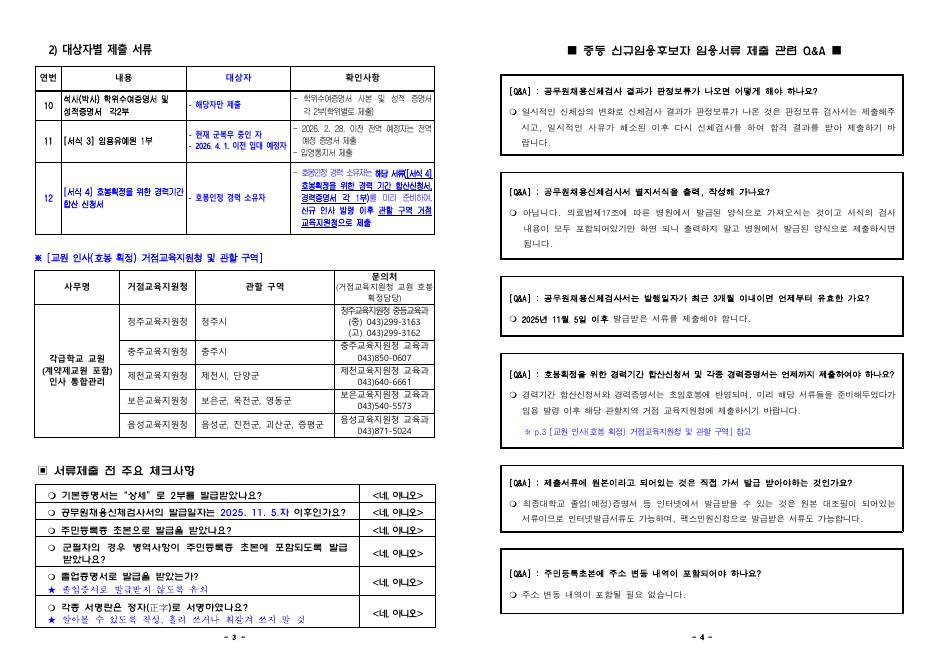 2) 대상자별 제출 서류
연번 내용 대상자 확인사항
10 석사(박사) 학위수여증명서 및 성적증명서 각2부 - 해당자만 제출 - 학위수여증명서 사본 및 성적 증명서 각 2부(학위별로 제출)
11 [서식 3] 임용유예원 1부 - 현재 군복무 중인 자
- 2026. 4. 1. 이전 입대 예정자
- 2026. 2. 28. 이전 전역 예정자는 전역 예정 증명서 제출
- 입영통지서 제출
12 [서식 4] 호봉획정을 위한 경력기간 합산 신청서 - 호봉인정 경력 소유자
- 호봉인정 경력 소유자는 해당 서류([서식 4]
호봉획정을 위한 경력 기간 합산신청서,
경력증명서 각 1부)를 미리 준비하여,
신규 인사 발령 이후 관할 구역 거점
교육지원청으로 제출
※ [교원 인사(호봉 획정) 거점교육지원청 및 관할 구역]
사무명 거점교육지원청 관할 구역 문의처
(거점교육지원청 교원 호봉
획정담당)
각급학교 교원
(계약제교원 포함)
인사 통합관리
청주교육지원청 청주시 청주교육지원청 중등교육과
(중) 043)299-3163
(고) 043)299-3162
충주교육지원청 충주시 충주교육지원청 교육과
043)850-0607
제천교육지원청 제천시, 단양군 제천교육지원청 교육과
043)640-6661
보은교육지원청 보은군, 옥천군, 영동군 보은교육지원청 교육과
043)540-5573
음성교육지원청 음성군, 진천군, 괴산군, 증평군 음성교육지원청 교육과
043)871-5024
▣ 서류제출 전 주요 체크사항
❍ 기본증명서는 “상세” 로 2부를 발급받았나요? <네, 아니오>
❍ 공무원채용신체검사서의 발급일자는 2025. 11. 5.자 이후인가요? <네, 아니오>
❍ 주민등록증 초본으로 발급을 받았나요? <네, 아니오>
❍ 군필자의 경우 병역사항이 주민등록증 초본에 포함되도록 발급
받았나요? <네, 아니오>
❍ 졸업증명서로 발급을 받았는가? <네, 아니오>
★ 졸업증서로 발급받지 않도록 유의
❍ 각종 서명란은 정자(正字)로 서명하였나요? <네, 아니오>
★ 알아볼 수 있도록 작성, 흘려 쓰거나 휘갈겨 쓰지 말 것
- 3 -
■ 중등 신규임용후보자 임용서류 제출 관련 Q&A ■
[Q&A] : 공무원채용신체검사 결과가 판정보류가 나오면 어떻게 해야 하나요?
❍ 일시적인 신체상의 변화로 신체검사 결과가 판정보류가 나온 것은 판정보류 검사서는 제출해주
시고, 일시적인 사유가 해소된 이후 다시 신체검사를 하여 합격 결과를 받아 제출하기 바
랍니다.
[Q&A] : 공무원채용신체검사서 별지서식을 출력, 작성해 가나요?
❍ 아닙니다. 의료법제17조에 따른 병원에서 발급된 양식으로 가져오시는 것이고 서식의 검사
내용이 모두 포함되어있기만 하면 되니 출력하지 말고 병원에서 발급된 양식으로 제출하시면
됩니다.
[Q&A] : 공무원채용신체검사서는 발행일자가 최근 3개월 이내이면 언제부터 유효한 가요?
❍ 2025년 11월 5일 이후 발급받은 서류를 제출해야 합니다.
[Q&A] : 호봉획정을 위한 경력기간 합산신청서 및 각종 경력증명서는 언제까지 제출하여야 하나요?
❍ 경력기간 합산신청서와 경력증명서는 초임호봉에 반영되며, 미리 해당 서류들을 준비해두었다가
임용 발령 이후 해당 관할지역 거점 교육지원청에 제출하시기 바랍니다.
※ p.3 [교원 인사(호봉 획정) 거점교육지원청 및 관할 구역] 참고
[Q&A] : 제출서류에 원본이라고 되어있는 것은 직접 가서 발급 받아야하는 것인가요?
❍ 최종대학교 졸업(예정)증명서 등 인터넷에서 발급받을 수 있는 것은 원본 대조필이 되어있는
서류이므로 인터넷발급서류도 가능하며, 팩스민원신청으로 발급받은 서류도 가능합니다.
[Q&A] : 주민등록초본에 주소 변동 내역이 포함되어야 하나요?
❍ 주소 변동 내역이 포함될 필요 없습니다.
- 4 -